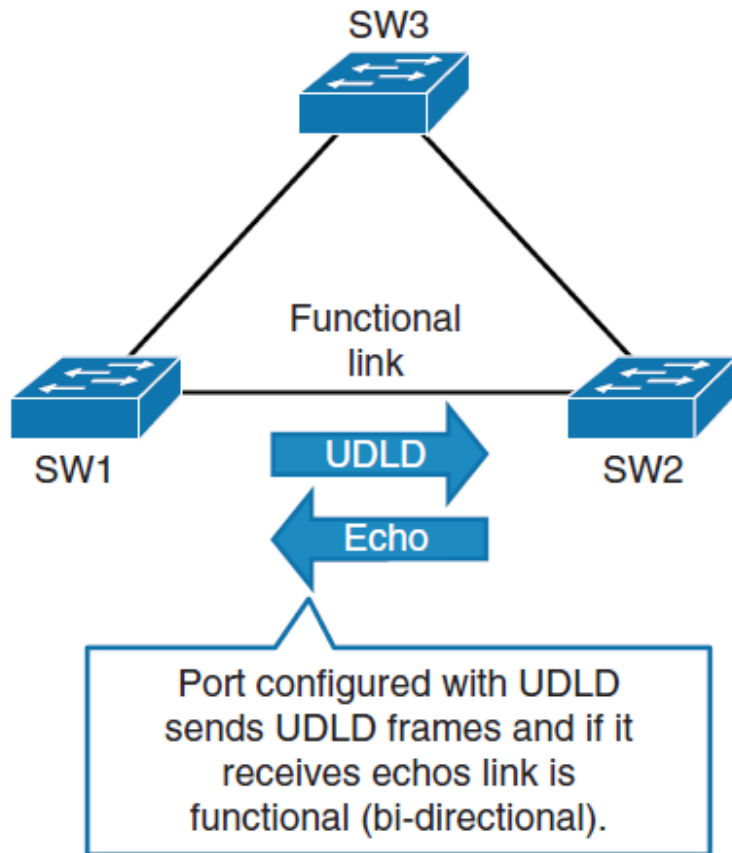 SW3
Functional
link
SW1
SW2
UDLD
Echo
Port configured with UDLD
sends UDLD frames and if it
receives echos link is
functional (bi-directional).